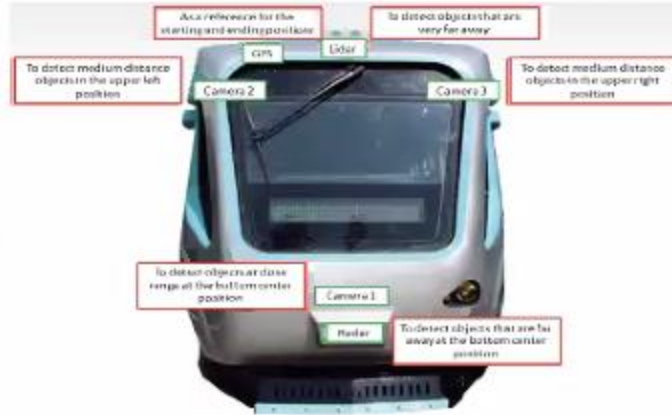 As a reference for the
starting and ending positions
To detect objects that are
very far away
GPS
Lidar
To detect medium distance
objects in the upper left
position
Camera 2
Camera 3
To detect medium distance
objects in the upper right
position
To detect objects at close
range at the bottom center
position
Camera 1
Radar
To detect objects that are
away at the bottom center
position